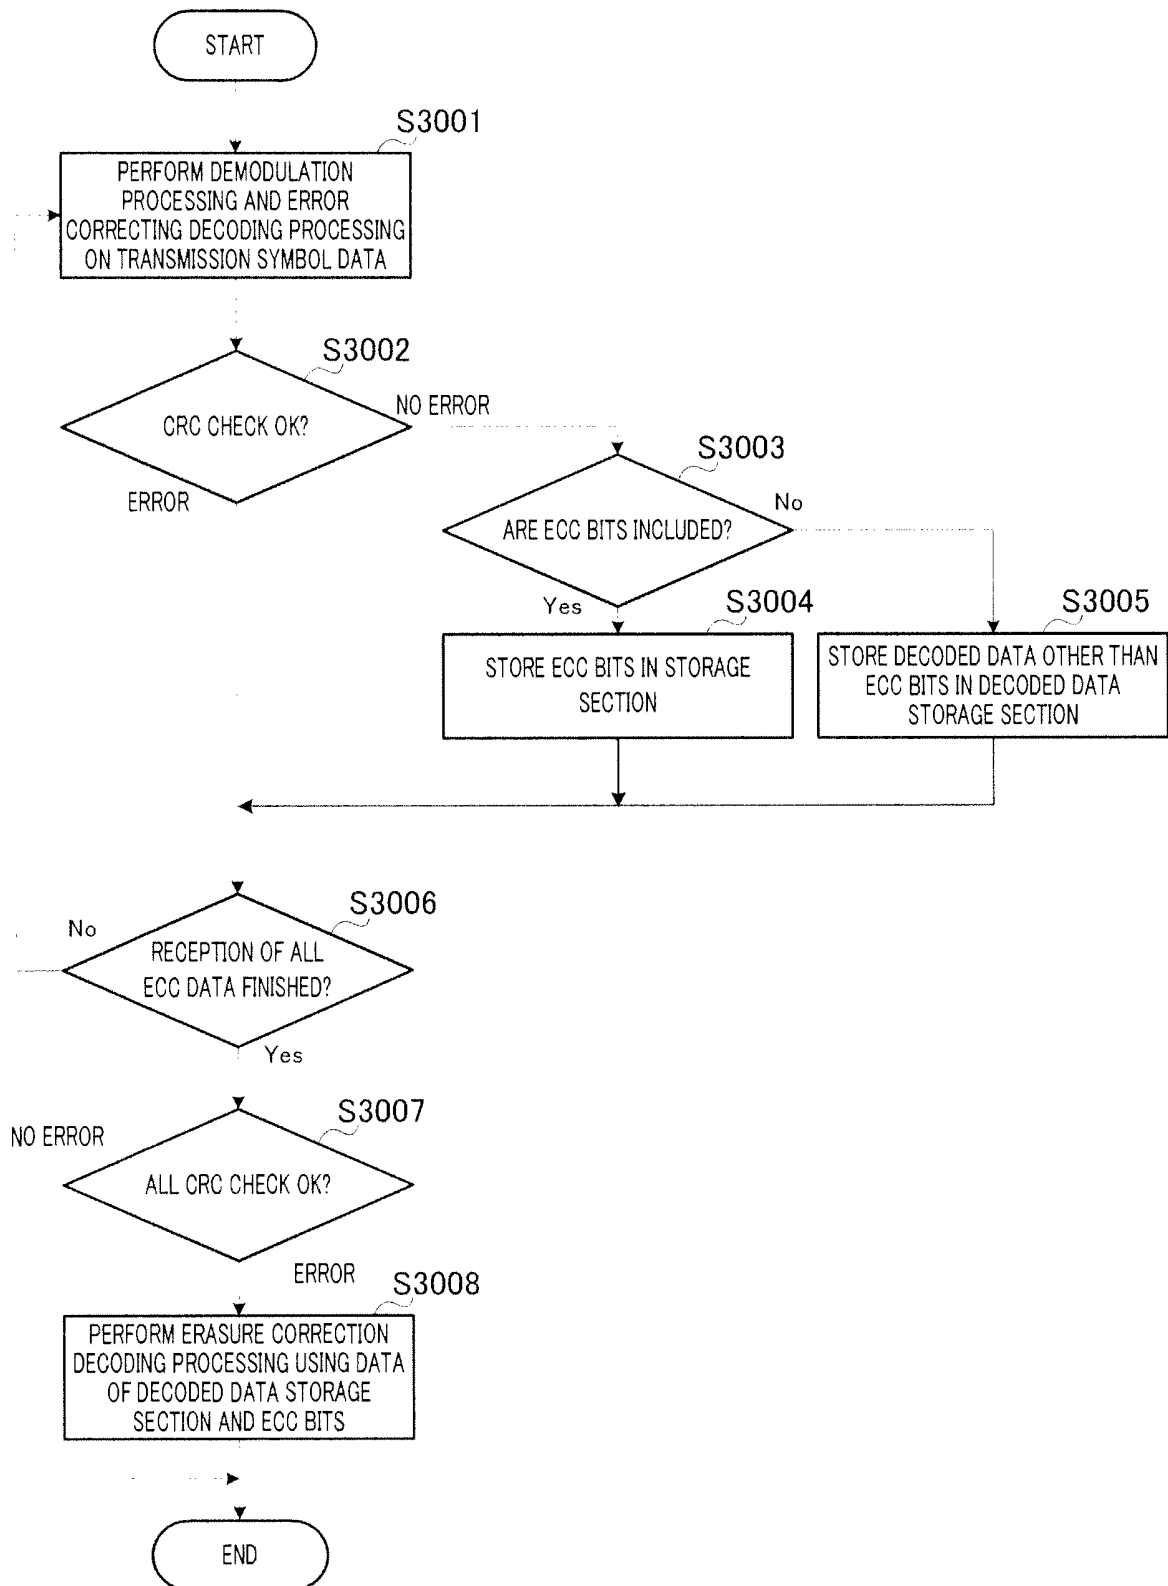 START
S3001
PERFORM DEMODULATION
PROCESSING AND ERROR
CORRECTING DECODING PROCESSING
ON TRANSMISSION SYMBOL DATA
S3002
CRC CHECK OK?
NO ERROR
ERROR
S3003
ARE ECC BITS INCLUDED?
No
Yes
S3004
STORE ECC BITS IN STORAGE
SECTION
S3005
STORE DECODED DATA OTHER THAN
ECC BITS IN DECODED DATA
STORAGE SECTION
S3006
No
RECEPTION OF ALL
ECC DATA FINISHED?
Yes
S3007
NO ERROR
ALL CRC CHECK OK?
ERROR
S3008
PERFORM ERASURE CORRECTION
DECODING PROCESSING USING DATA
OF DECODED DATA STORAGE
SECTION AND ECC BITS
END